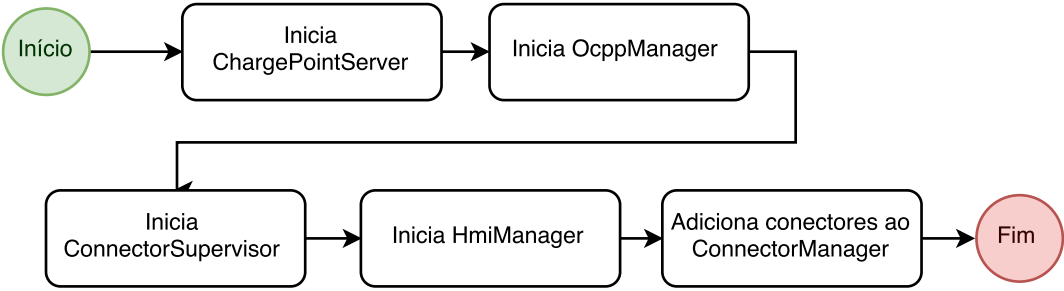 Início
Inicia
ChargePointServer
Inicia OcppManager
Inicia
ConnectorSupervisor
Inicia HmiManager
Adiciona conectores ao
ConnectorManager
Fim